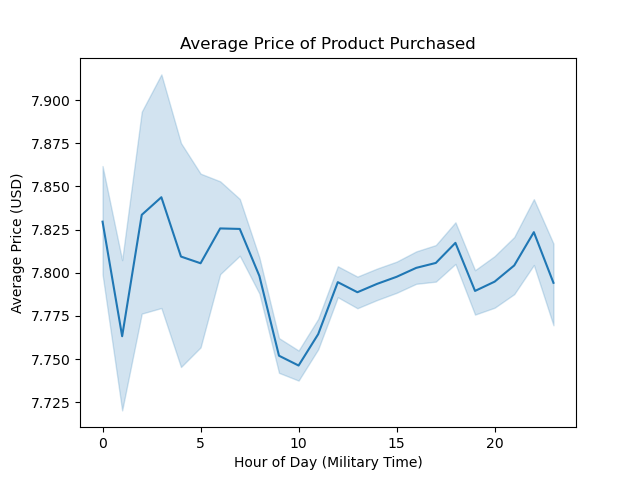 Average Price of Product Purchased
Average Price (USD)
7.900
7.875
7.850
7.825
7.800
7.775
7.750
7.725
0 5 10 15 20
Hour of Day (Military Time)